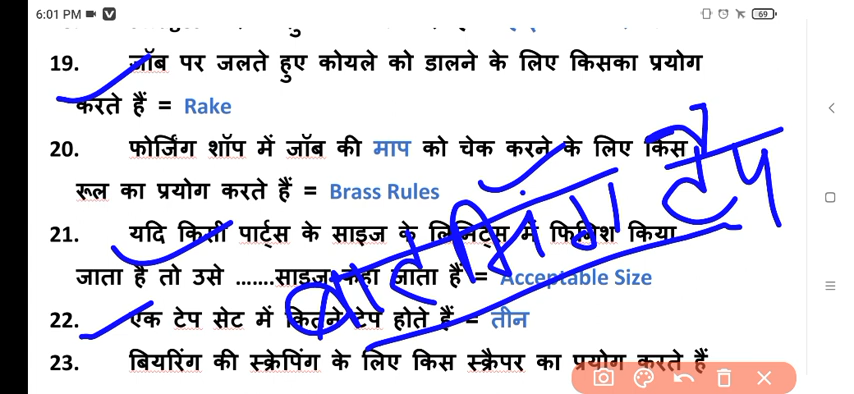 6:01 PM
69
19. जॉब पर जलते हुए कोयले को डालने के लिए किसका प्रयोग
करते हैं = Rake
20. फोर्जिंग शॉप में जॉब की माप को चेक करने के लिए किस
रूल का प्रयोग करते हैं = Brass Rules
21. यदि किसी पार्ट्स के साइज के लिमिट्स में फिनिश किया
जाता है तो उसे .......साइज कहा जाता हैं = Acceptable Size
22. एक टेप सेट में कितने टेप होते हैं = तीन
23. बियरिंग की स्क्रेपिंग के लिए किस स्क्रैपर का प्रयोग करते हैं
टेप